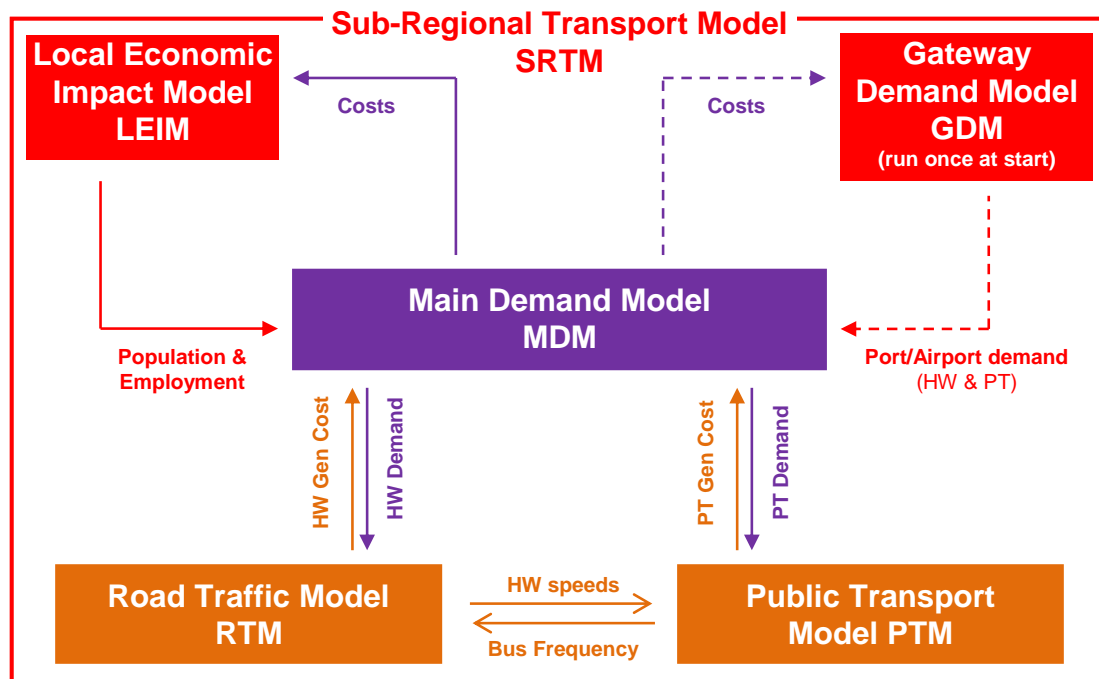 Sub-Regional Transport Model
SRTM
Local Economic
Impact Model
LEIM
Gateway
Demand Model
GDM
(run once at start)
Costs
Costs
Main Demand Model
MDM
Population &
Employment
Port/Airport demand
(HW & PT)
HW Gen Cost
HW Demand
PT Gen Cost
PT Demand
Road Traffic Model
RTM
HW speeds
Bus Frequency
Public Transport
Model PTM